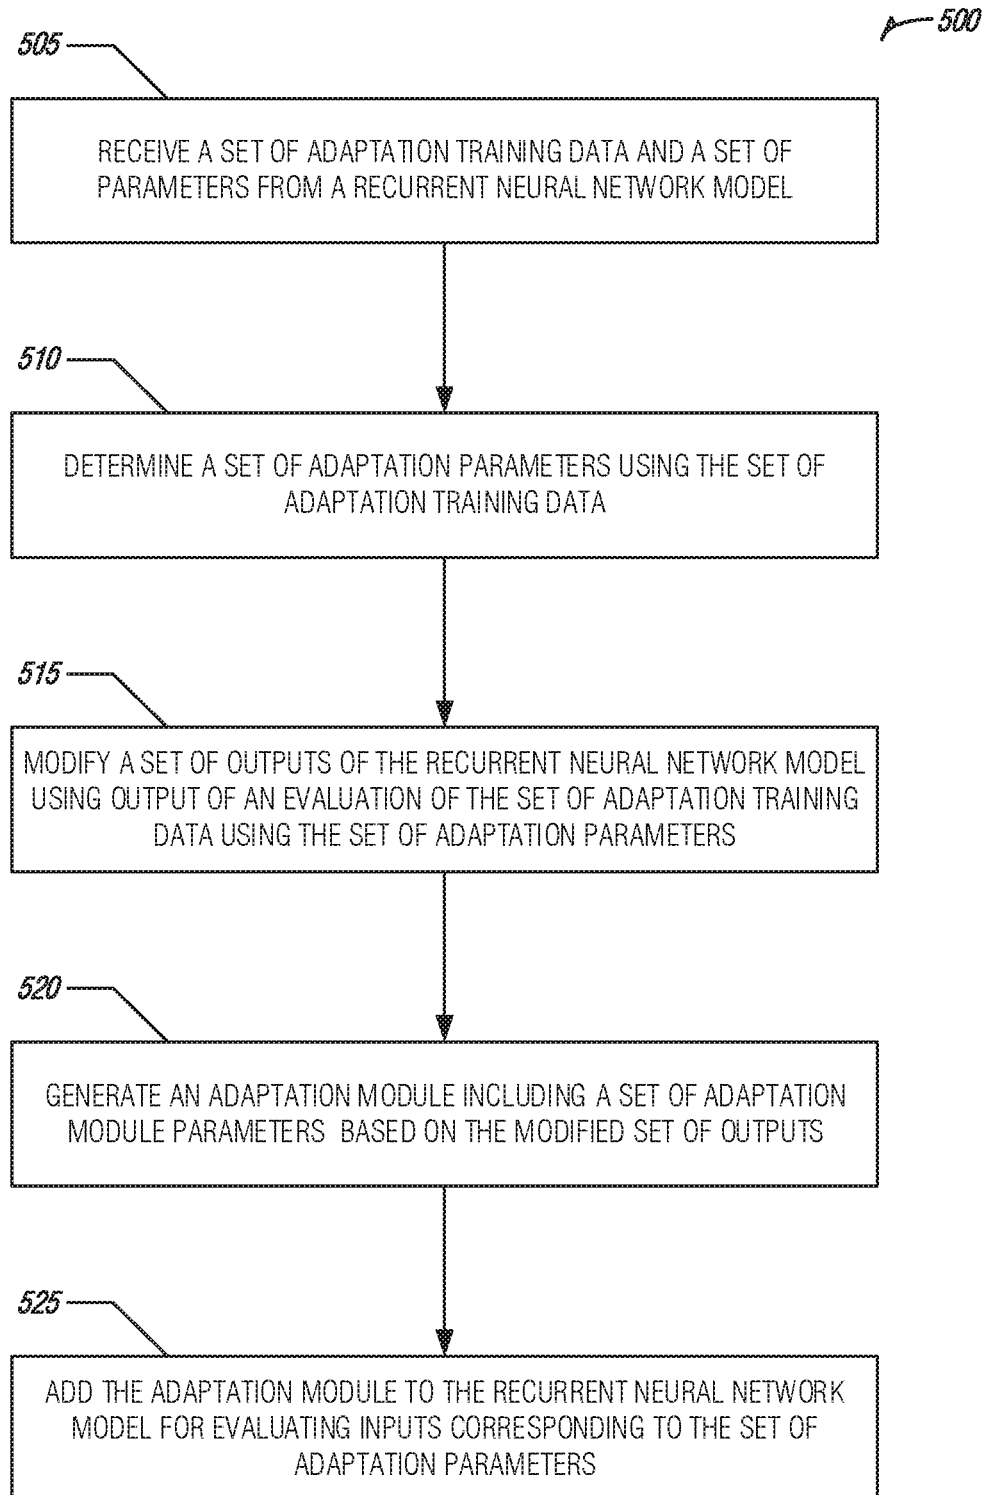 500
505
RECEIVE A SET OF ADAPTATION TRAINING DATA AND A SET OF
PARAMETERS FROM A RECURRENT NEURAL NETWORK MODEL
510
DETERMINE A SET OF ADAPTATION PARAMETERS USING THE SET OF
ADAPTATION TRAINING DATA
515
MODIFY A SET OF OUTPUTS OF THE RECURRENT NEURAL NETWORK MODEL
USING OUTPUT OF AN EVALUATION OF THE SET OF ADAPTATION TRAINING
DATA USING THE SET OF ADAPTATION PARAMETERS
520
GENERATE AN ADAPTATION MODULE INCLUDING A SET OF ADAPTATION
MODULE PARAMETERS BASED ON THE MODIFIED SET OF OUTPUTS
525
ADD THE ADAPTATION MODULE TO THE RECURRENT NEURAL NETWORK
MODEL FOR EVALUATING INPUTS CORRESPONDING TO THE SET OF
ADAPTATION PARAMETERS